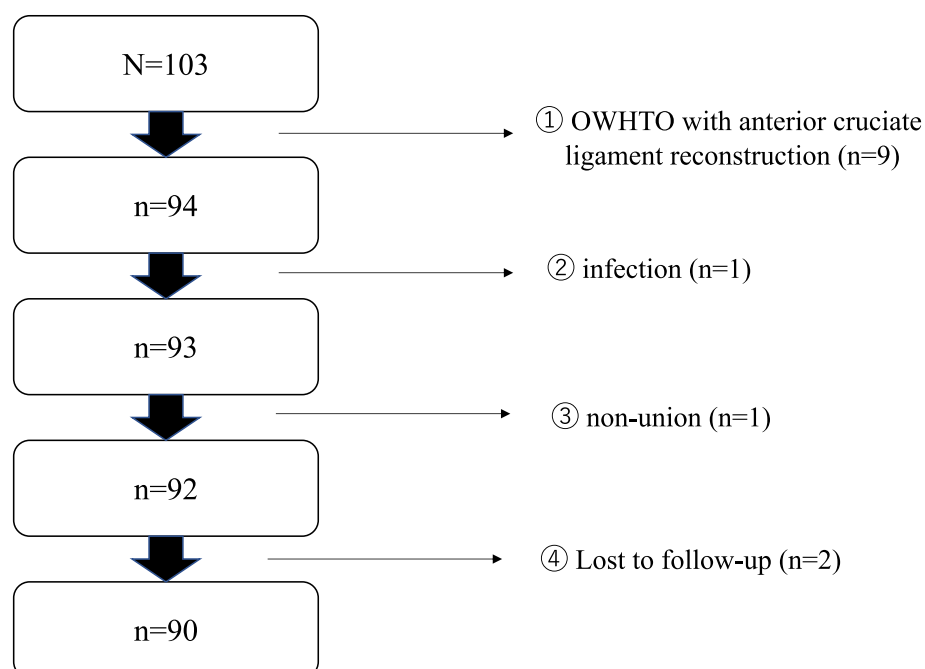 N=103
① OWHTO with anterior cruciate
ligament reconstruction (n=9)
n=94
② infection (n=1)
n=93
③ non-union (n=1)
n=92
④ Lost to follow-up (n=2)
n=90